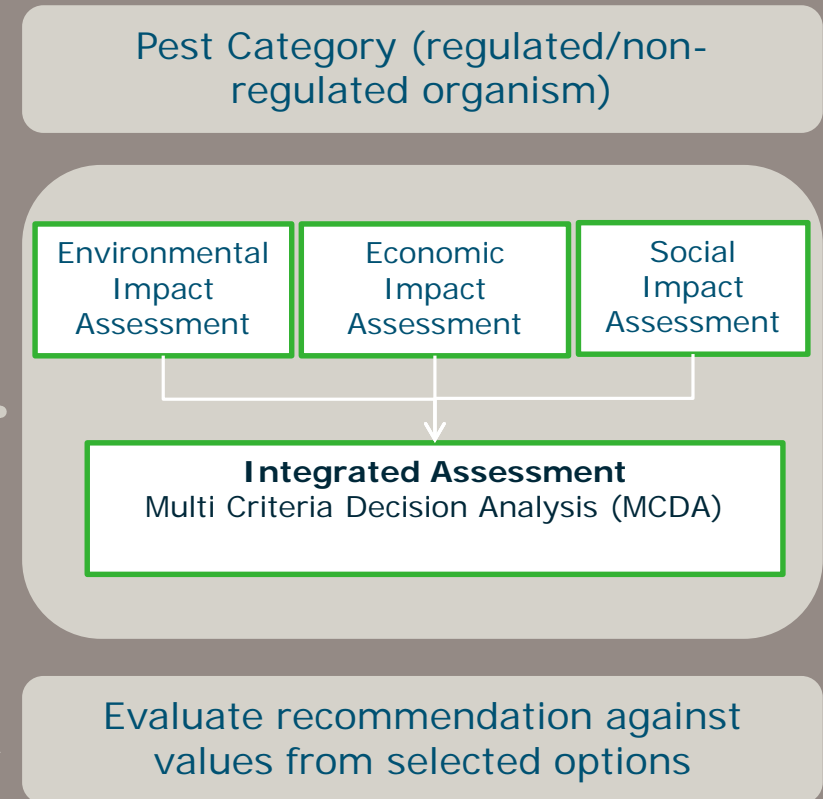 Pest Category (regulated/non-
regulated organism)
Environmental
Impact
Assessment
Economic
Impact
Assessment
Social
Impact
Assessment
Integrated Assessment
Multi Criteria Decision Analysis (MCDA)
Evaluate recommendation against
values from selected options